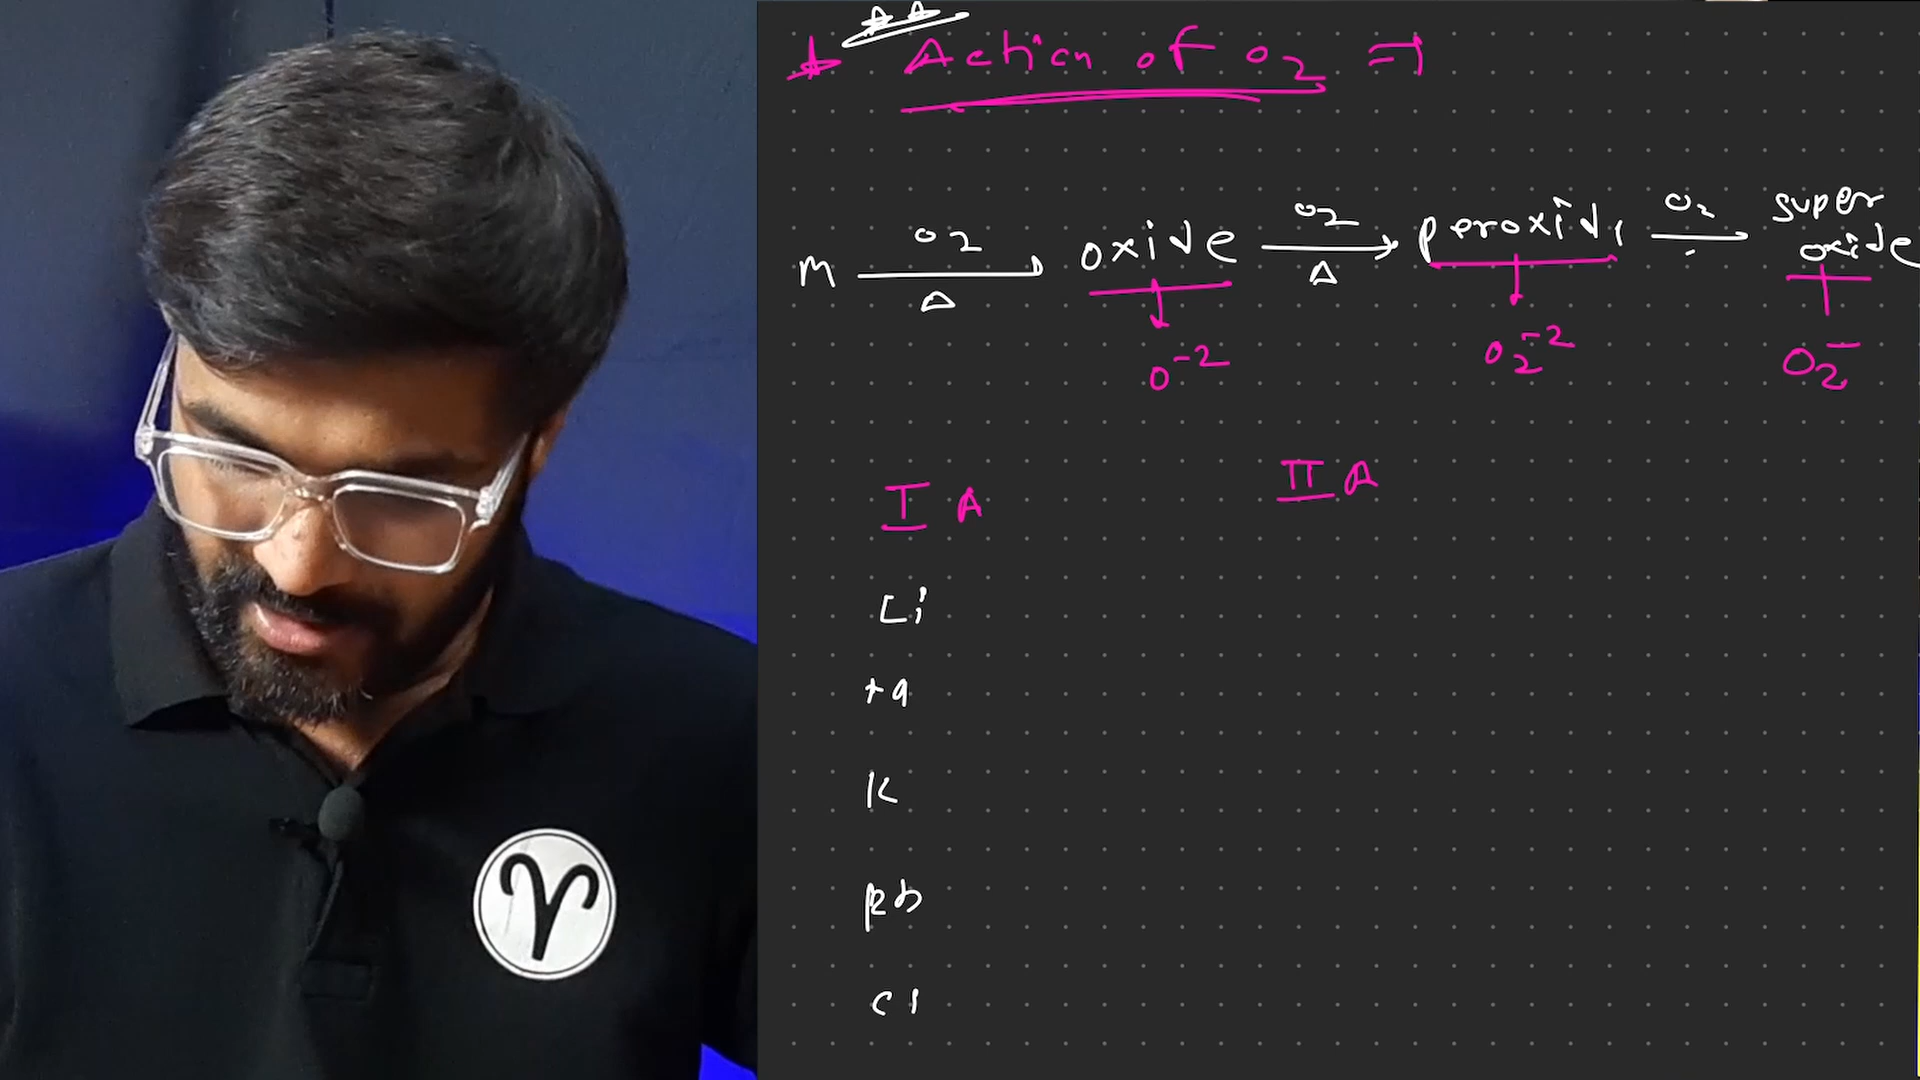 Action of O2 ⇒
M O2 Δ → oxide O2 Δ → peroxide O2 → super oxide
O-2 O2-2 O2-
I A II A
Li
Na
K
Rb
Cs